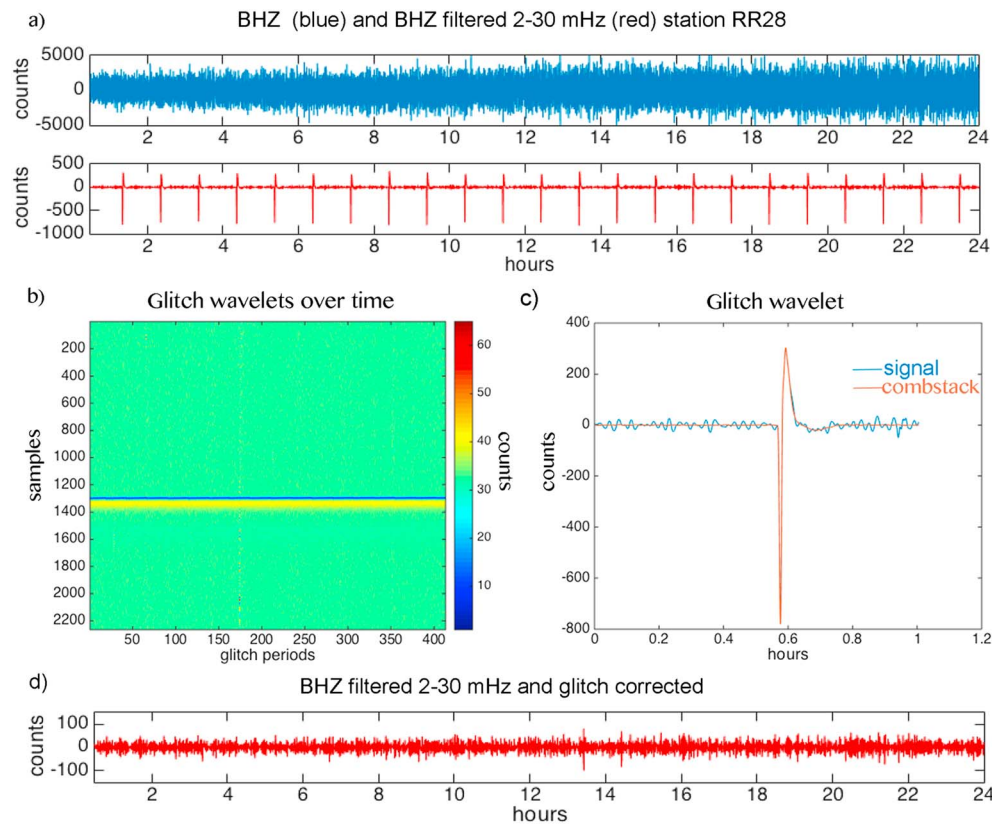 a) BHZ (blue) and BHZ filtered 2-30 mHz (red) station RR28
5000
0
-5000
counts
2 4 6 8 10 12 14 16 18 20 22 24
500
0
-500
-1000
counts
2 4 6 8 10 12 14 16 18 20 22 24
hours
b) Glitch wavelets over time
200
400
600
800
1000
1200
1400
1600
1800
2000
2200
samples
50 100 150 200 250 300 350 400
glitch periods
60
50
40
30
20
10
counts
c) Glitch wavelet
400
200
0
-200
-400
-600
-800
counts
signal
combstack
0 0.2 0.4 0.6 0.8 1 1.2
hours
d) BHZ filtered 2-30 mHz and glitch corrected
100
0
-100
counts
2 4 6 8 10 12 14 16 18 20 22 24
hours